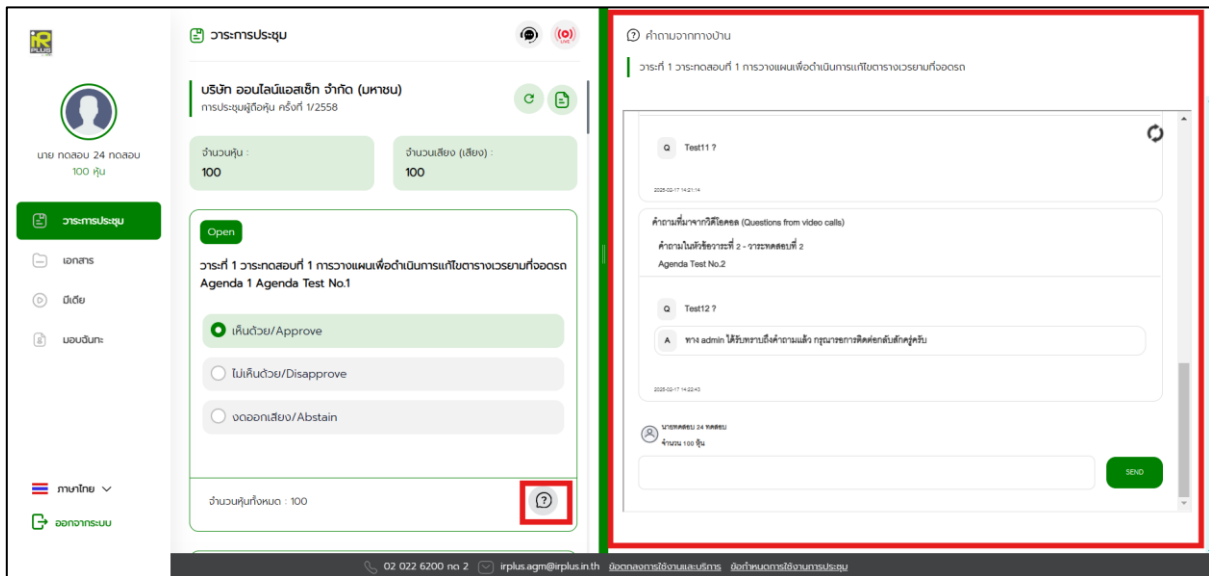 iR
PLUS
นาย ทดสอบ 24 ทดสอบ
100 หุ้น
วาระการประชุม
เอกสาร
มีเดีย
มอบฉันทะ
ภาษาไทย
ออกจากระบบ
วาระการประชุม
LIVE
บริษัท ออนไลน์แอสเซ็ท จำกัด (มหาชน)
การประชุมผู้ถือหุ้น ครั้งที่ 1/2558
จำนวนหุ้น :
100
จำนวนเสียง (เสียง) :
100
Open
วาระที่ 1 วาระทดสอบที่ 1 การวางแผนเพื่อดำเนินการแก้ไขตารางเวรยามที่จอดรถ
Agenda 1 Agenda Test No.1
เห็นด้วย/Approve
ไม่เห็นด้วย/Disapprove
งดออกเสียง/Abstain
จำนวนหุ้นทั้งหมด : 100
คำถามจากทางบ้าน
วาระที่ 1 วาระทดสอบที่ 1 การวางแผนเพื่อดำเนินการแก้ไขตารางเวรยามที่จอดรถ
Q Test11 ?
2025-02-17 14:21:14
คำถามที่มาจากวิดีโอคอล (Questions from video calls)
คำถามในหัวข้อวาระที่ 2 - วาระทดสอบที่ 2
Agenda Test No.2
Q Test12 ?
A ทาง admin ได้รับทราบถึงคำถามแล้ว กรุณารอการติดต่อกลับสักครู่ครับ
2025-02-17 14:22:43
นายทดสอบ 24 ทดสอบ
จำนวน 100 หุ้น
SEND
02 022 6200 กด 2 irplus.agm@irplus.in.th ข้อตกลงการใช้งานและบริการ ข้อกำหนดการใช้งานการประชุม